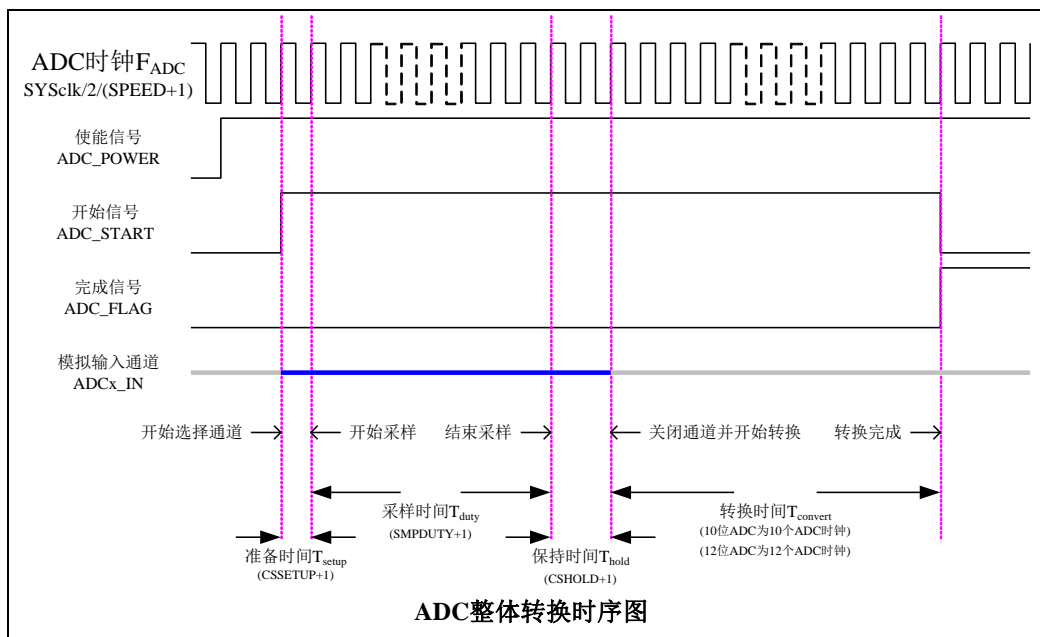 ADC时钟FADC
SYSclk/2/(SPEED+1)
使能信号
ADC_POWER
开始信号
ADC_START
完成信号
ADC_FLAG
模拟输入通道
ADCx_IN
开始选择通道
开始采样
结束采样
关闭通道并开始转换
转换完成
采样时间Tduty
(SMPDUTY+1)
转换时间Tconvert
(10位ADC为10个ADC时钟)
(12位ADC为12个ADC时钟)
准备时间Tsetup
(CSSETUP+1)
保持时间Thold
(CSHOLD+1)
ADC整体转换时序图